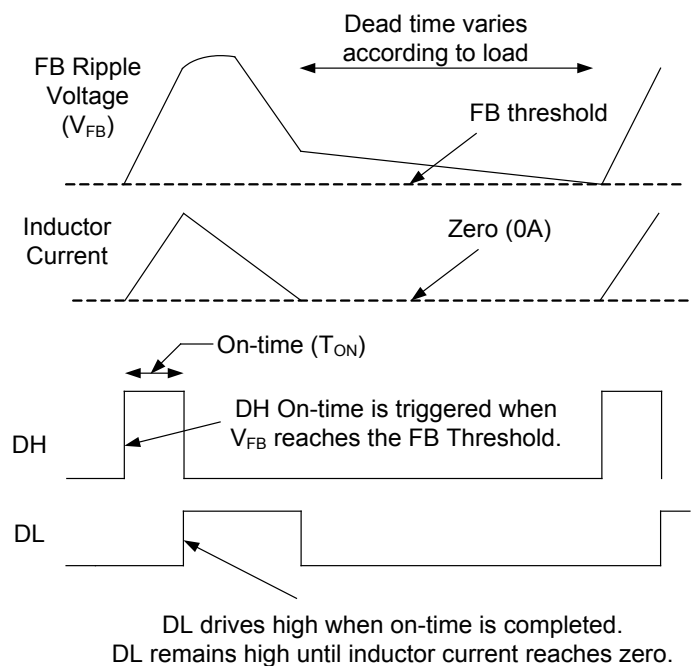 Dead time varies
according to load
FB Ripple
Voltage
(VFB)
FB threshold
Inductor
Current
Zero (0A)
On-time (TON)
DH On-time is triggered when
VFB reaches the FB Threshold.
DH
DL
DL drives high when on-time is completed.
DL remains high until inductor current reaches zero.